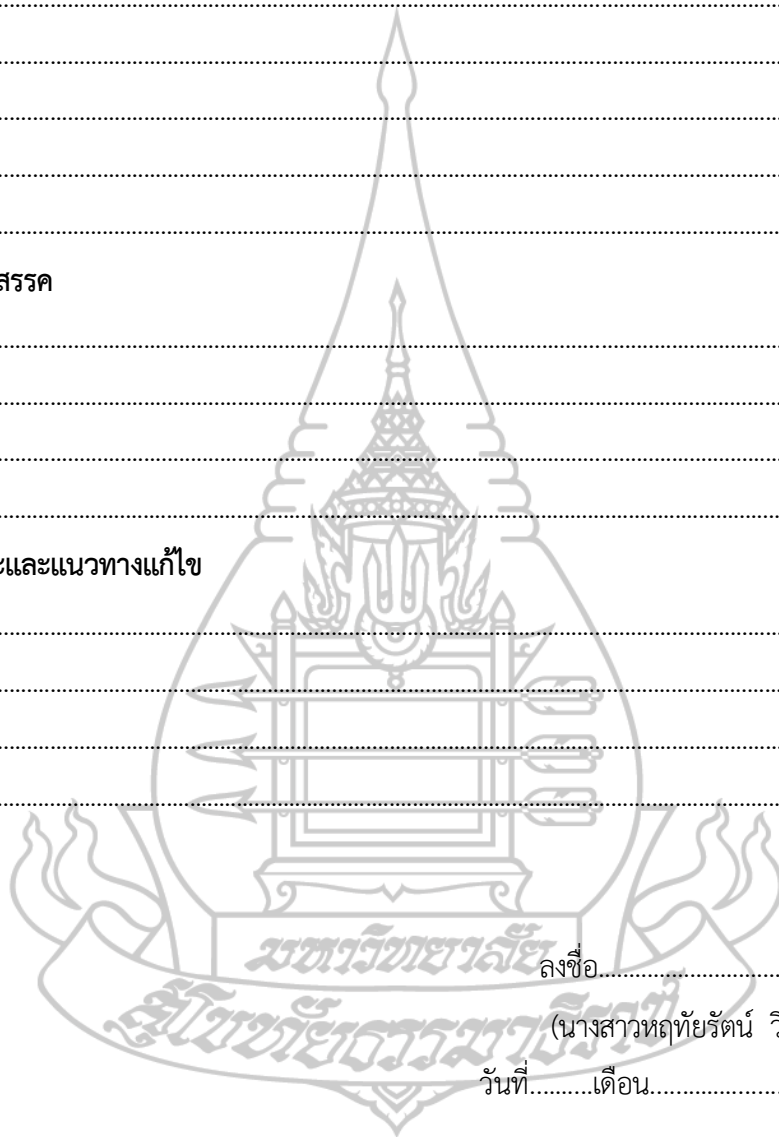 ..........................................................................................
..........................................................................................
..........................................................................................
..........................................................................................
..........................................................................................
สรรค
..........................................................................................
..........................................................................................
..........................................................................................
..........................................................................................
และแนวทางแก้ไข
..........................................................................................
..........................................................................................
..........................................................................................
..........................................................................................
มหาวิทยาลัย
สุโขทัยธรรมาธิราช
ลงชื่อ..............................
(นางสาวหฤทัยรัตน์
วันที่..........เดือน......................